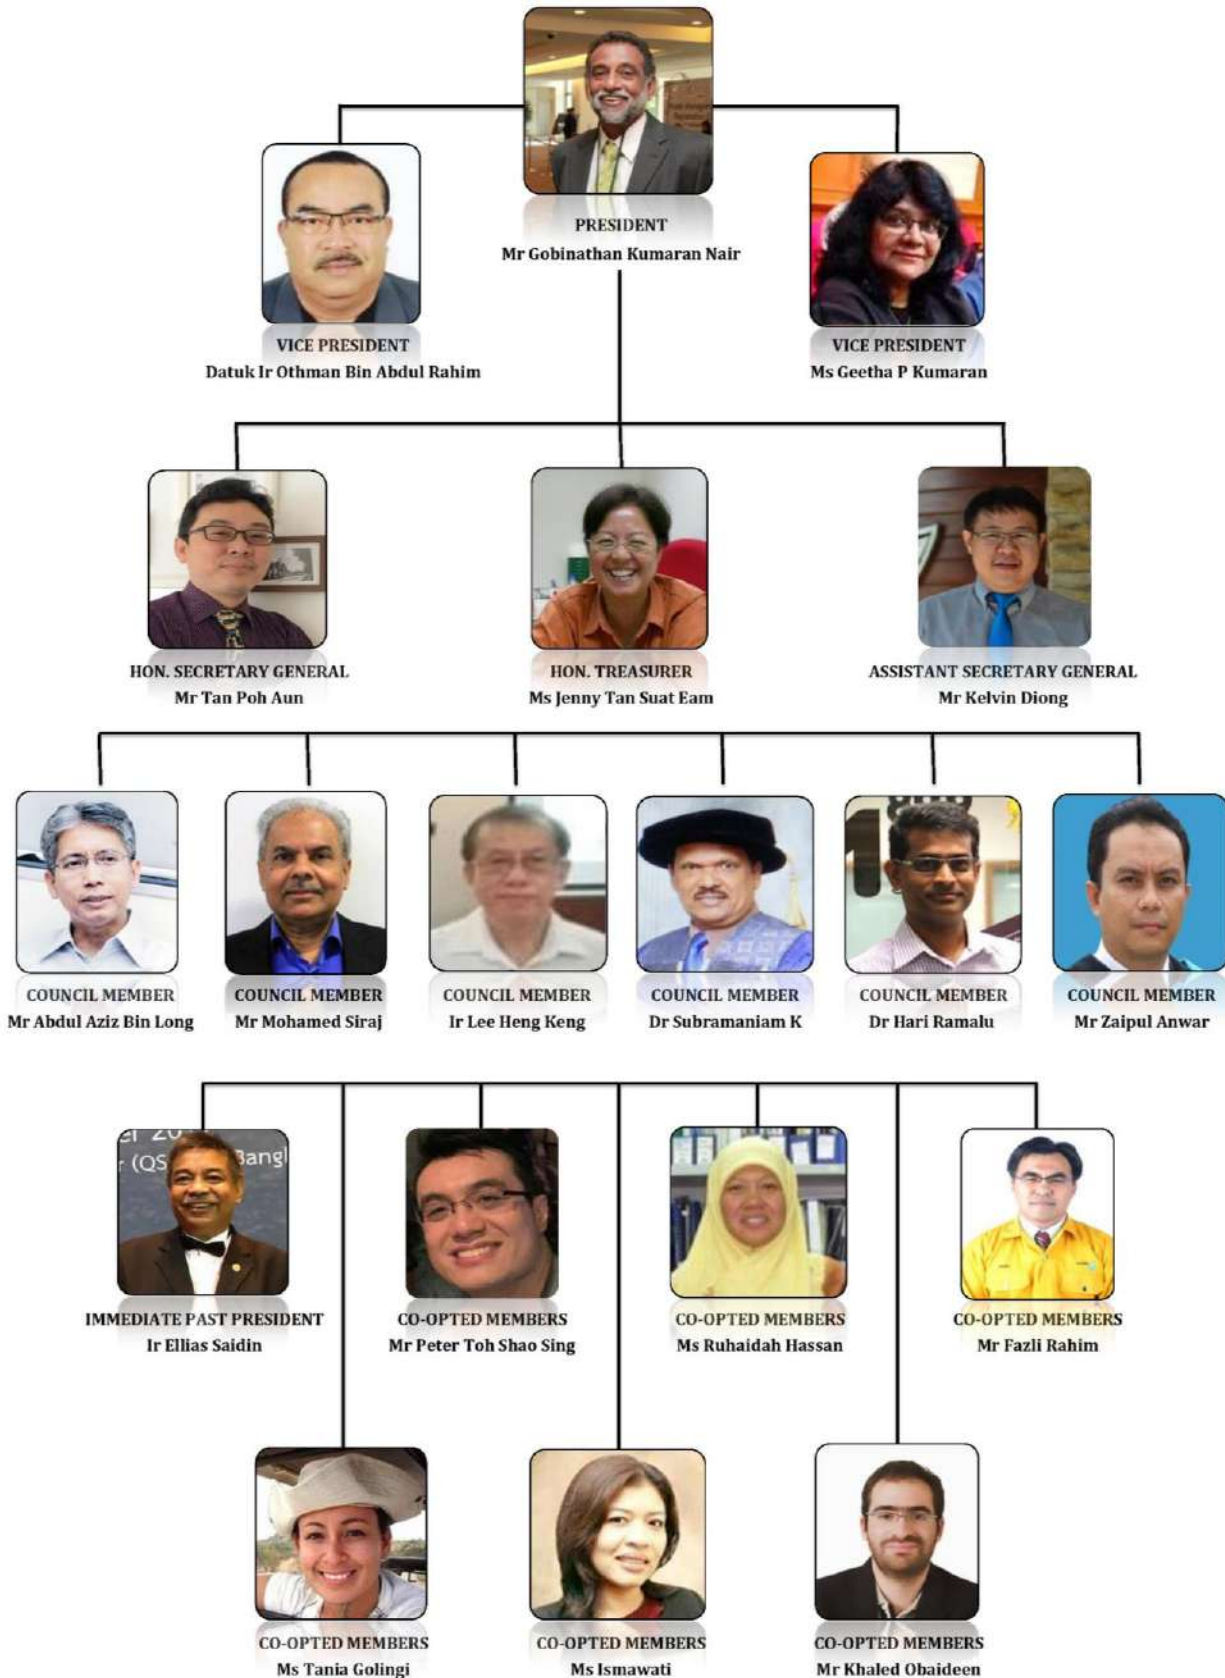 PRESIDENT
Mr Gobinathan Kumaran Nair
VICE PRESIDENT
Datuk Ir Othman Bin Abdul Rahim
VICE PRESIDENT
Ms Geetha P Kumaran
HON. SECRETARY GENERAL
Mr Tan Poh Aun
HON. TREASURER
Ms Jenny Tan Suat Eam
ASSISTANT SECRETARY GENERAL
Mr Kelvin Diong
COUNCIL MEMBER
Mr Abdul Aziz Bin Long
COUNCIL MEMBER
Mr Mohamed Siraj
COUNCIL MEMBER
Ir Lee Heng Keng
COUNCIL MEMBER
Dr Subramaniam K
COUNCIL MEMBER
Dr Hari Ramalu
COUNCIL MEMBER
Mr Zaipul Anwar
IMMEDIATE PAST PRESIDENT
Ir Ellias Saidin
CO-OPTED MEMBERS
Mr Peter Toh Shao Sing
CO-OPTED MEMBERS
Ms Ruhaidah Hassan
CO-OPTED MEMBERS
Mr Fazli Rahim
CO-OPTED MEMBERS
Ms Tania Golingi
CO-OPTED MEMBERS
Ms Ismawati
CO-OPTED MEMBERS
Mr Khaled Obaideen